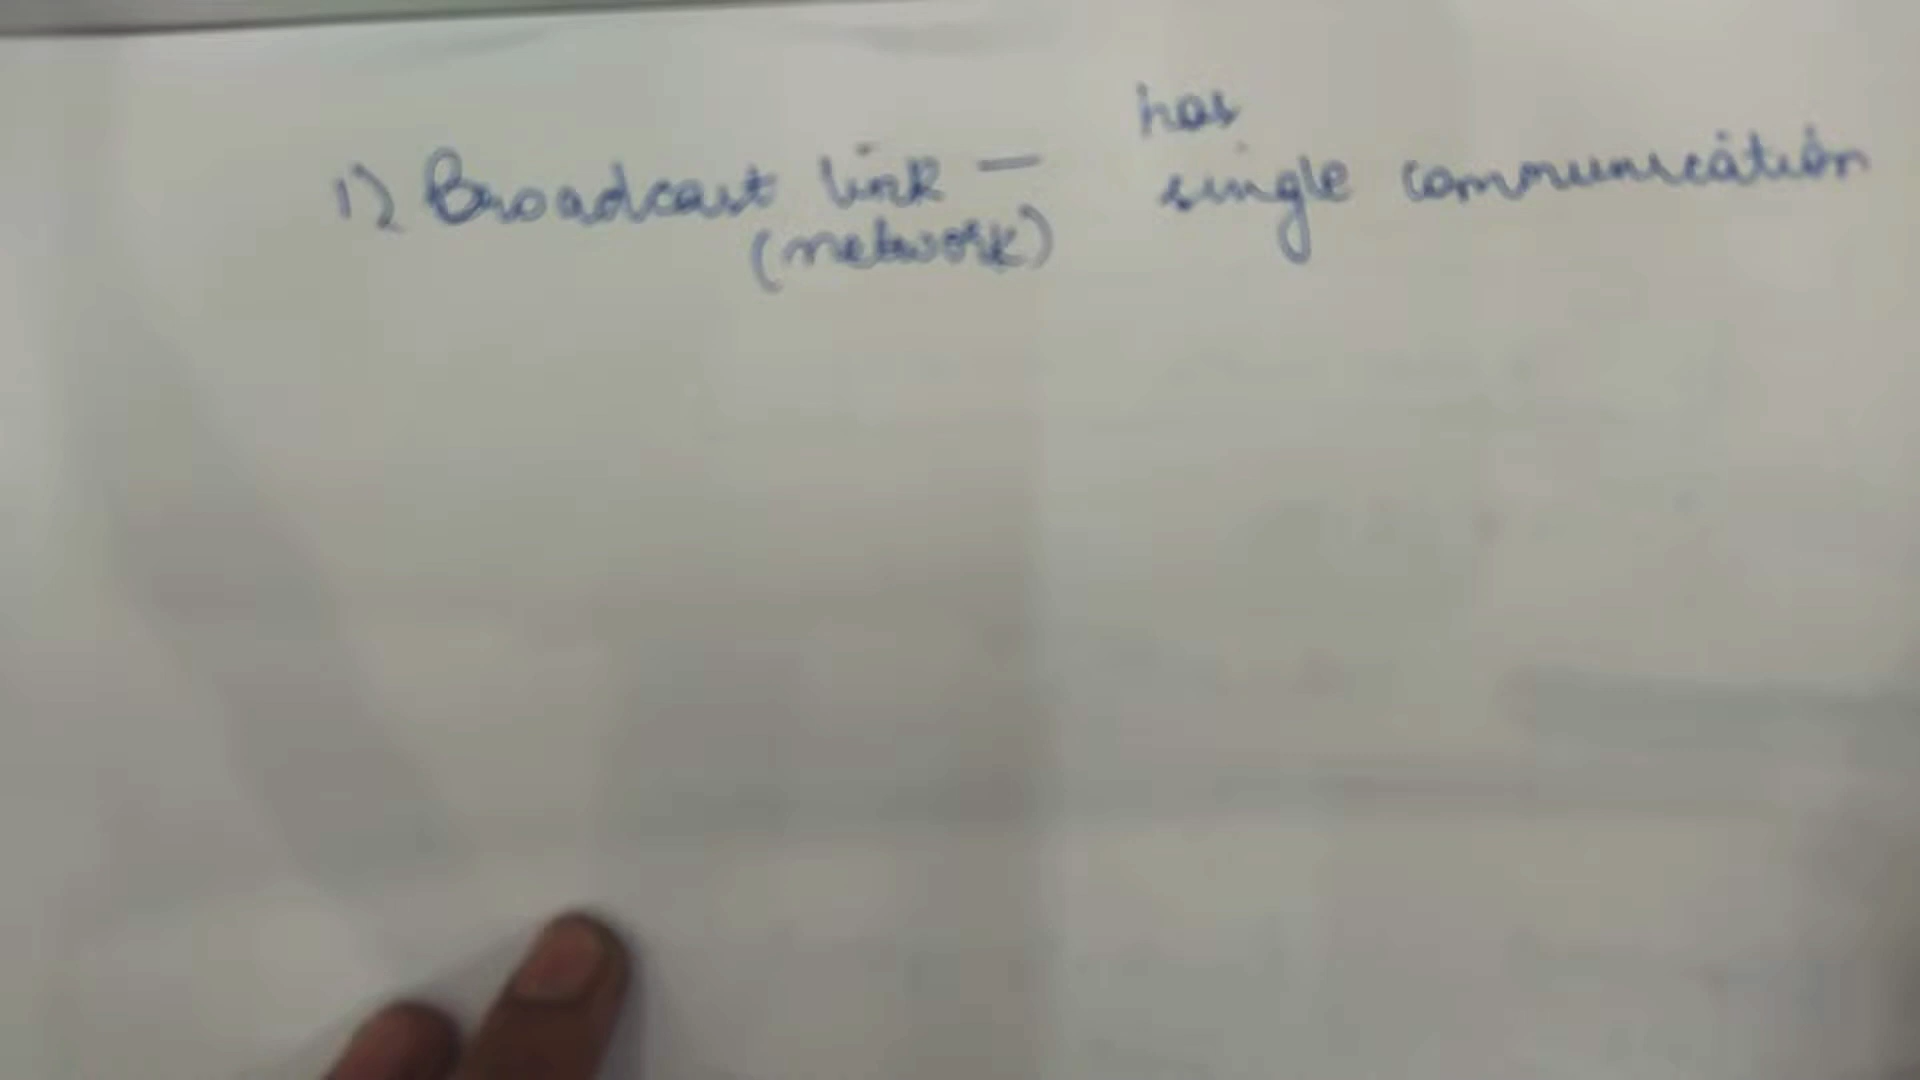 1) Broadcast link — has single communication
(network)